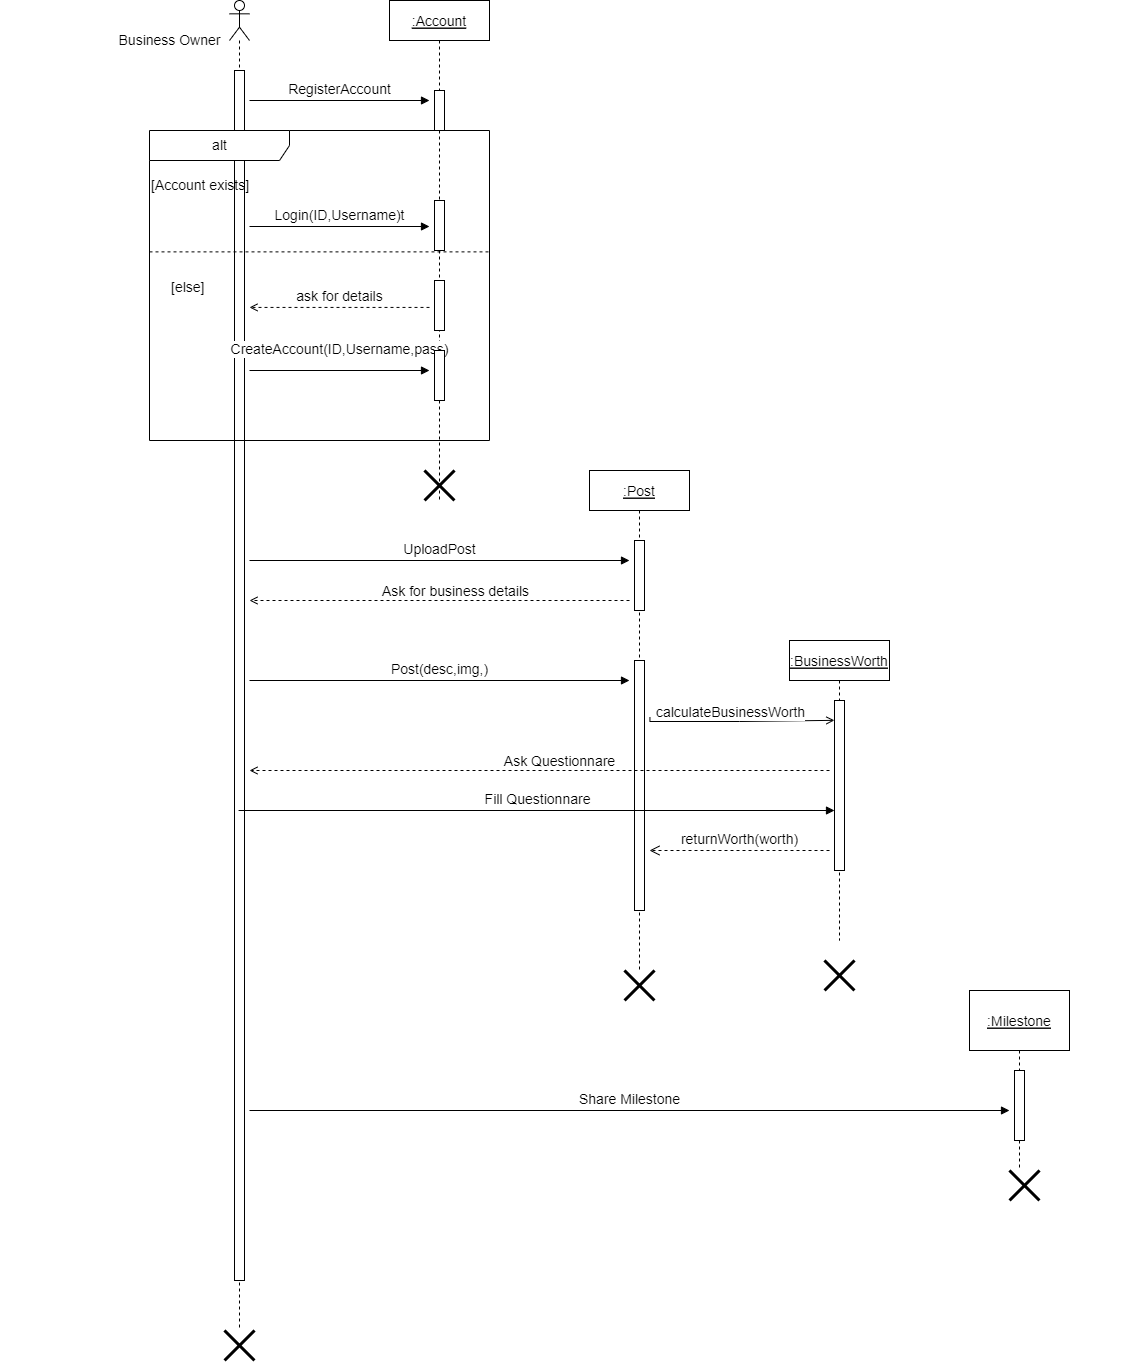 :Account
Business Owner
RegisterAccount
alt
[Account exists]
Login(ID,Username)t
[else]
ask for details
CreateAccount(ID,Username,pass)
:Post
UploadPost
Ask for business details
:BusinessWorth
Post(desc,img,)
calculateBusinessWorth
Ask Questionnare
Fill Questionnare
returnWorth(worth)
:Milestone
Share Milestone